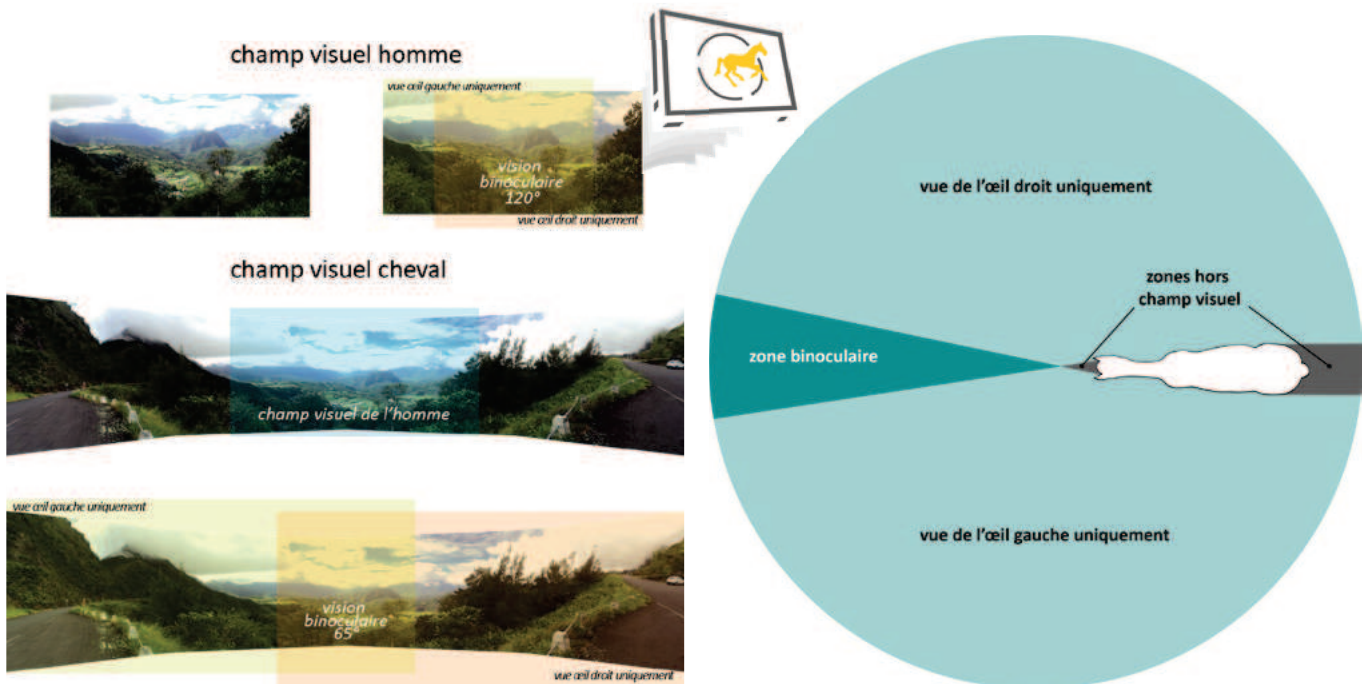 champ visuel homme
vue œil gauche uniquement
vision
binoculaire
120°
vue œil droit uniquement
champ visuel cheval
champ visuel de l'homme
vue œil gauche uniquement
vision
binoculaire
65°
vue œil droit uniquement
vue de l'œil droit uniquement
zones hors
champ visuel
zone binoculaire
vue de l'œil gauche uniquement